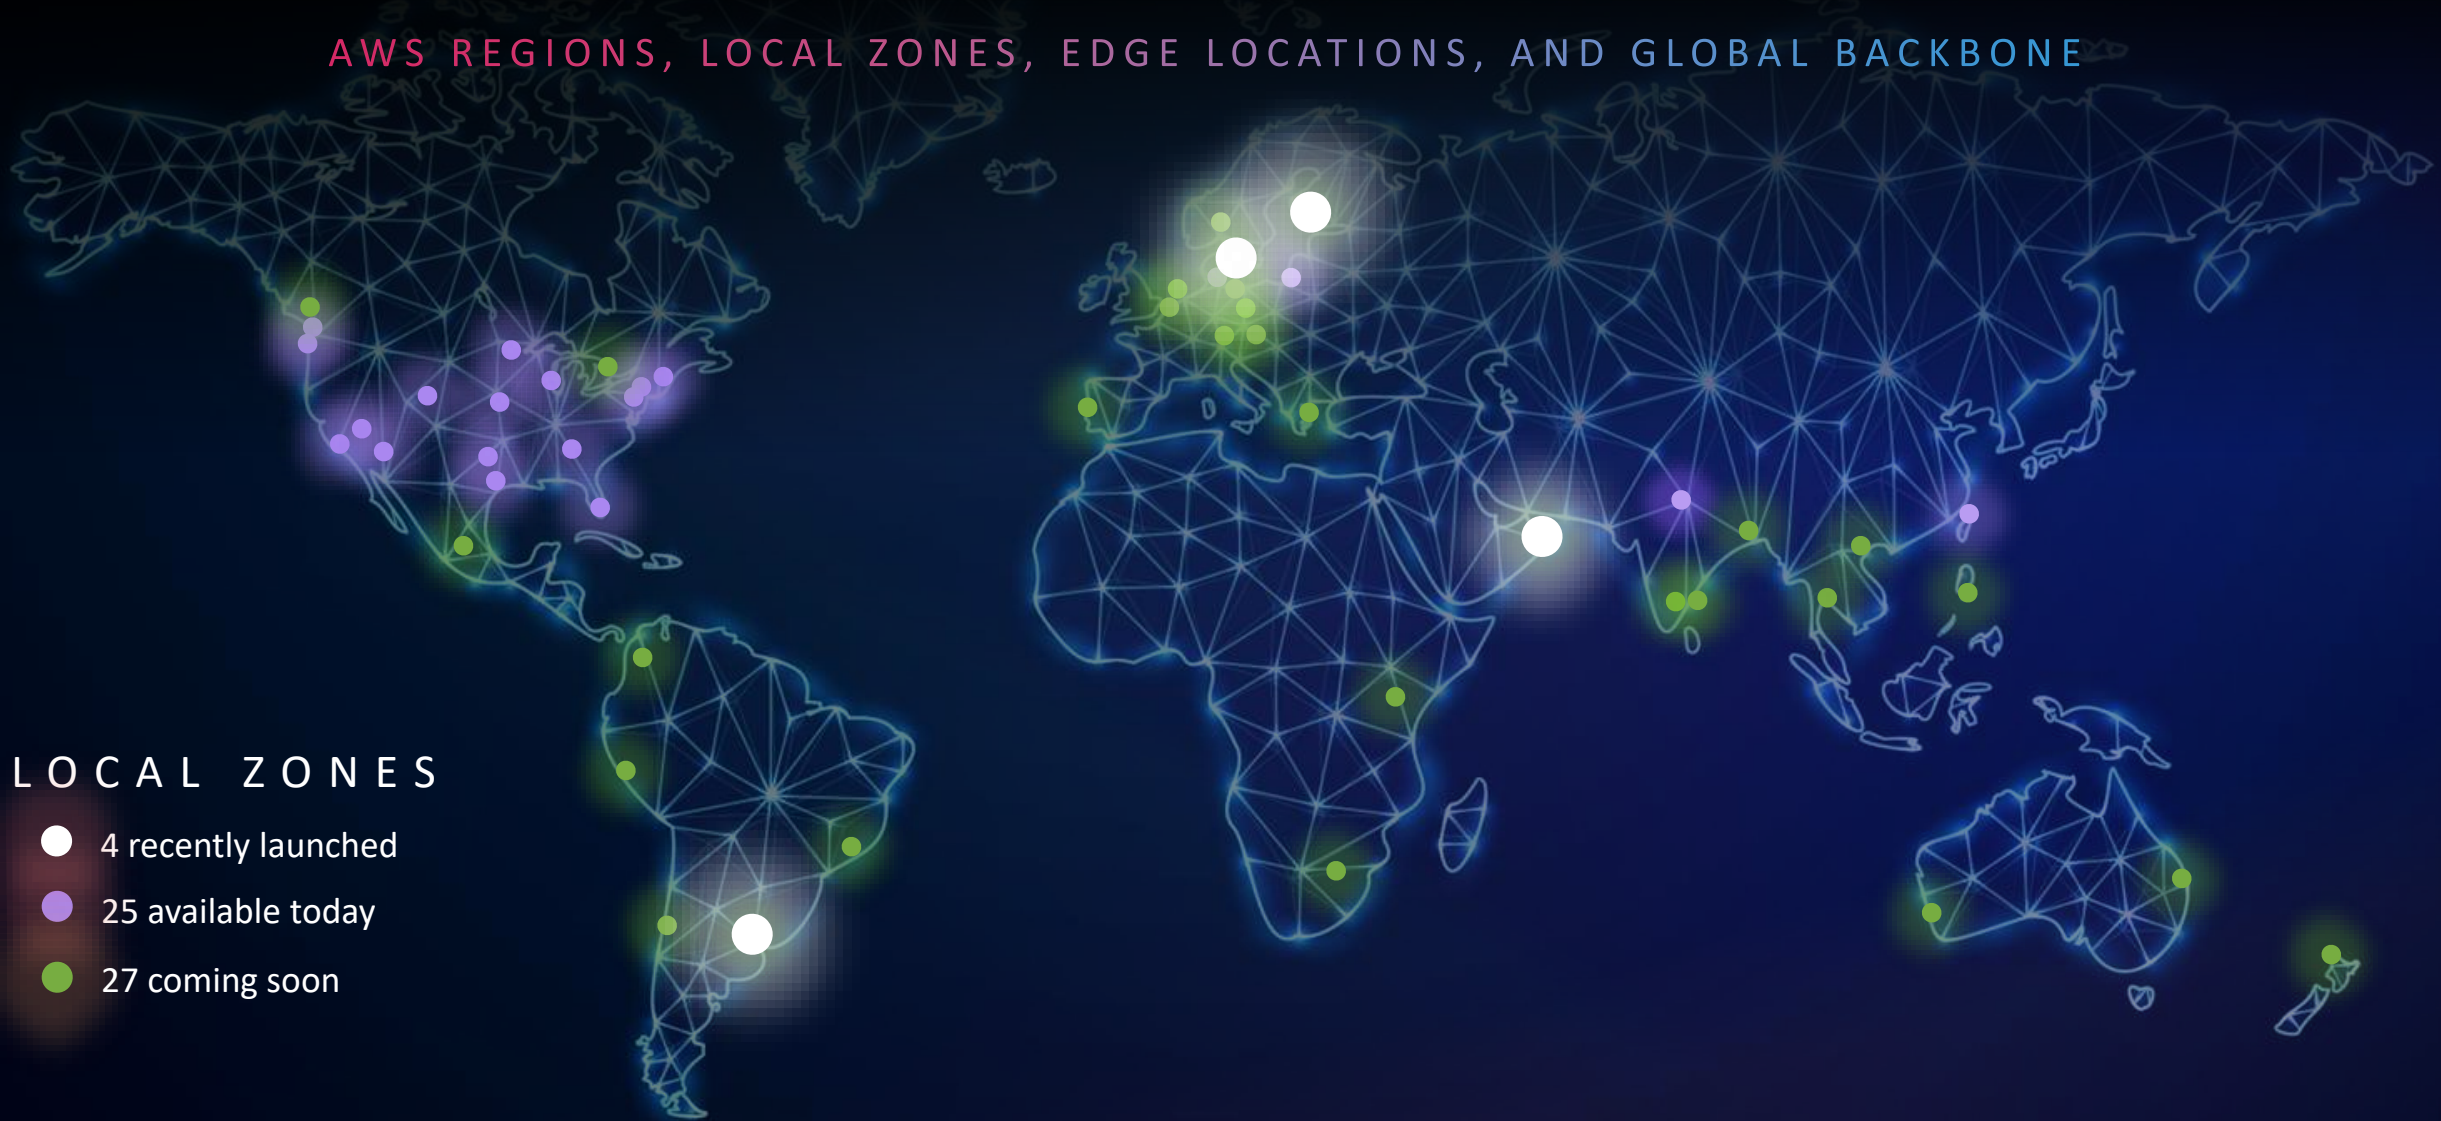 AWS REGIONS, LOCAL ZONES, EDGE LOCATIONS, AND GLOBAL BACKBONE
LOCAL ZONES
4 recently launched
25 available today
27 coming soon